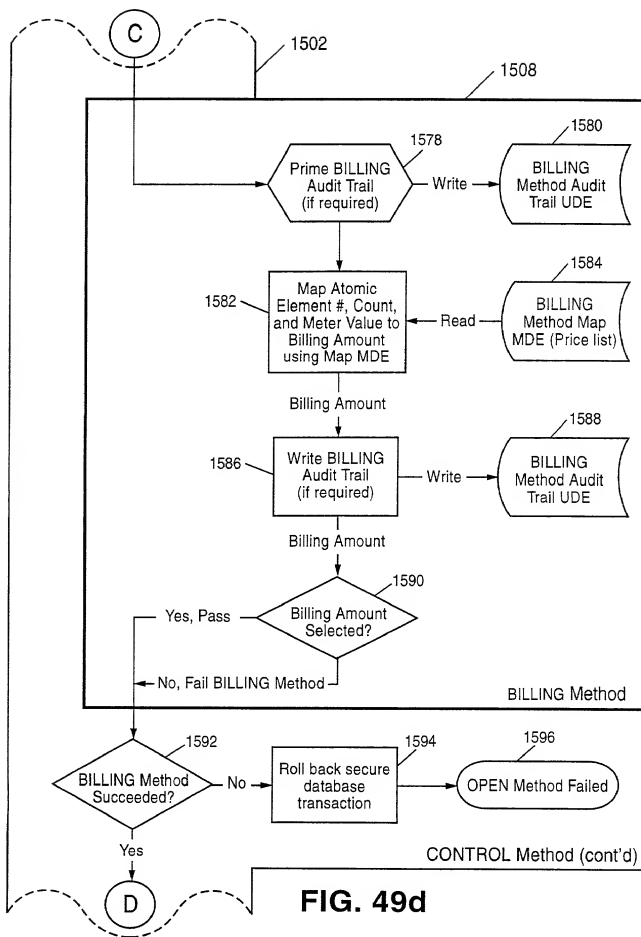 C
1502
1508
1578
1580
Prime BILLING
Audit Trail
(if required)
Write
BILLING
Method Audit
Trail UDE
1584
1582
Map Atomic
Element #, Count,
and Meter Value to
Billing Amount
using Map MDE
Read
BILLING
Method Map
MDE (Price list)
Billing Amount
1588
1586
Write BILLING
Audit Trail
(if required)
Write
BILLING
Method Audit
Trail UDE
Billing Amount
1590
Yes, Pass
Billing Amount
Selected?
No, Fail BILLING Method
BILLING Method
1592
1594
1596
BILLING Method
Succeeded?
No
Roll back secure
database
transaction
OPEN Method Failed
Yes
CONTROL Method (cont'd)
D
FIG. 49d